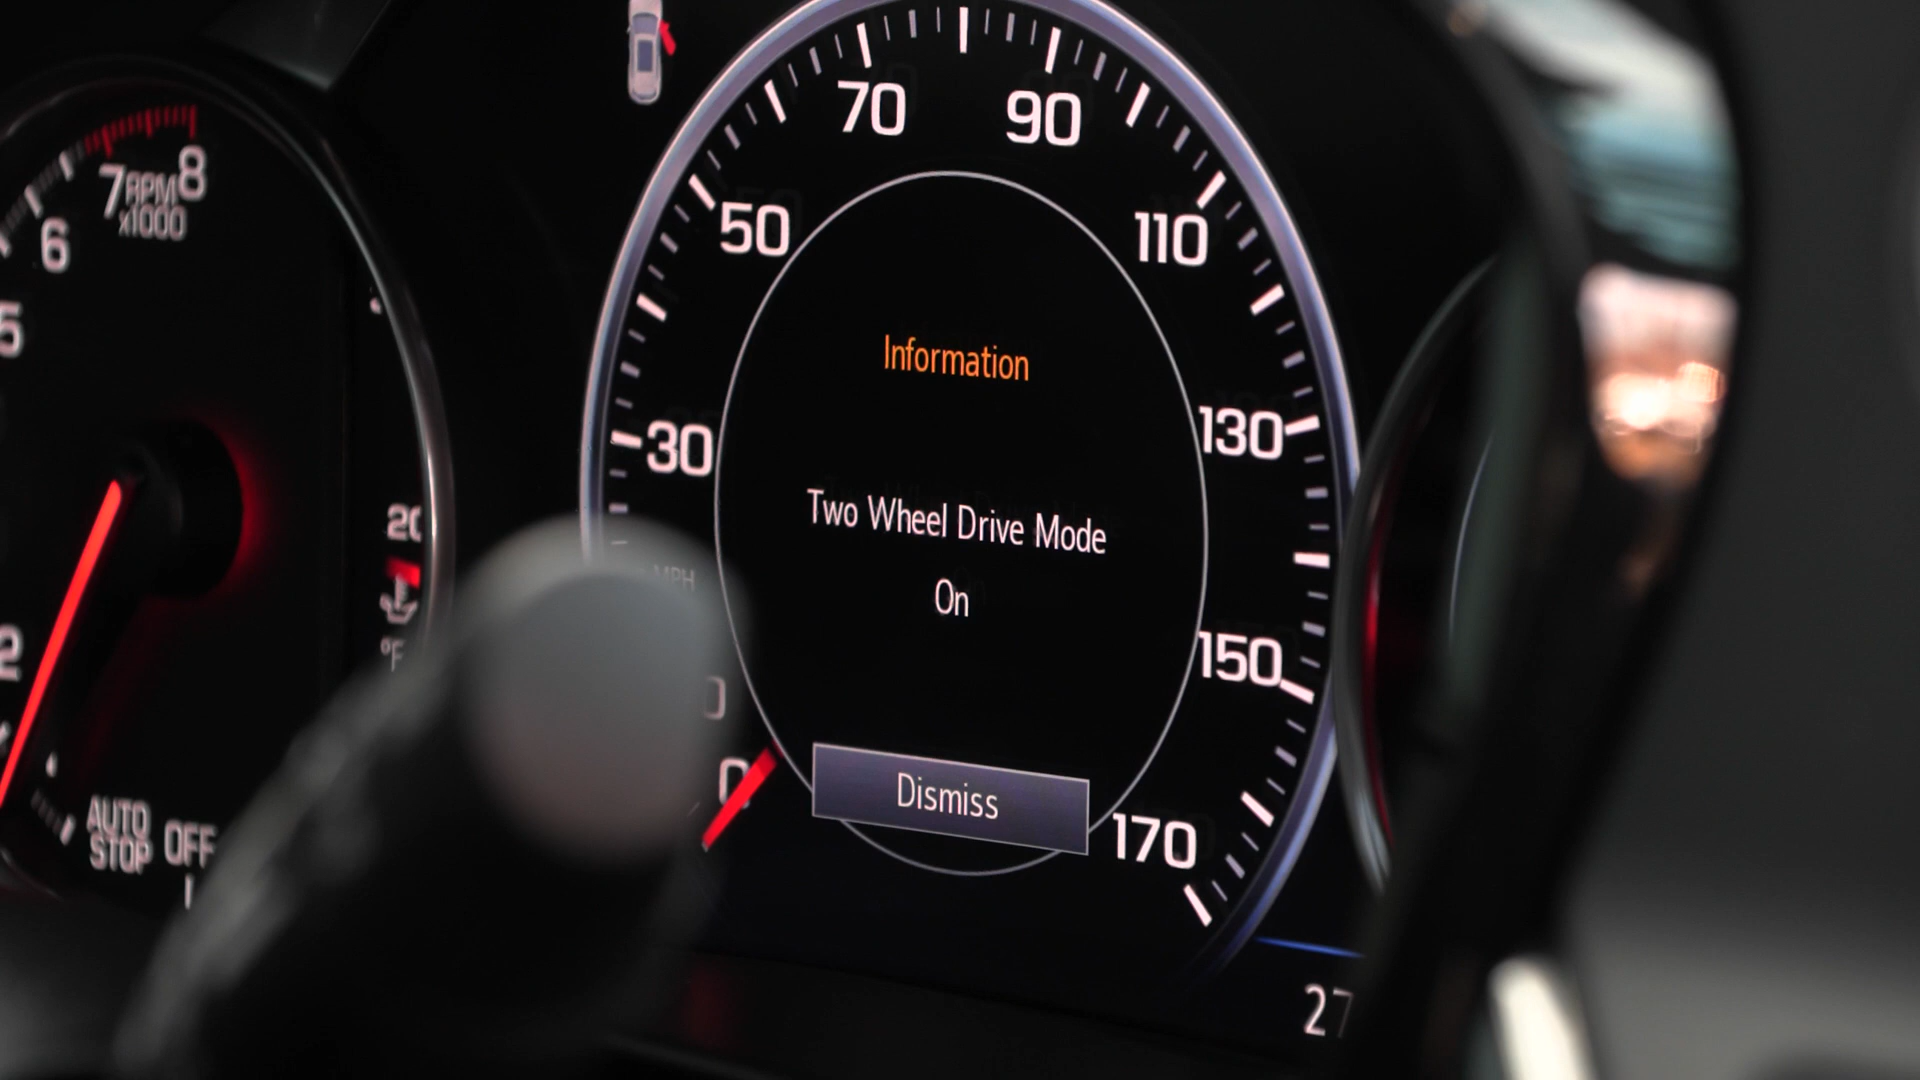 7 RPM 8
x1000
6
5
2
AUTO
STOP
OFF
°F
70
90
50
110
30
130
150
170
0
MPH
Information
Two Wheel Drive Mode
On
Dismiss
27